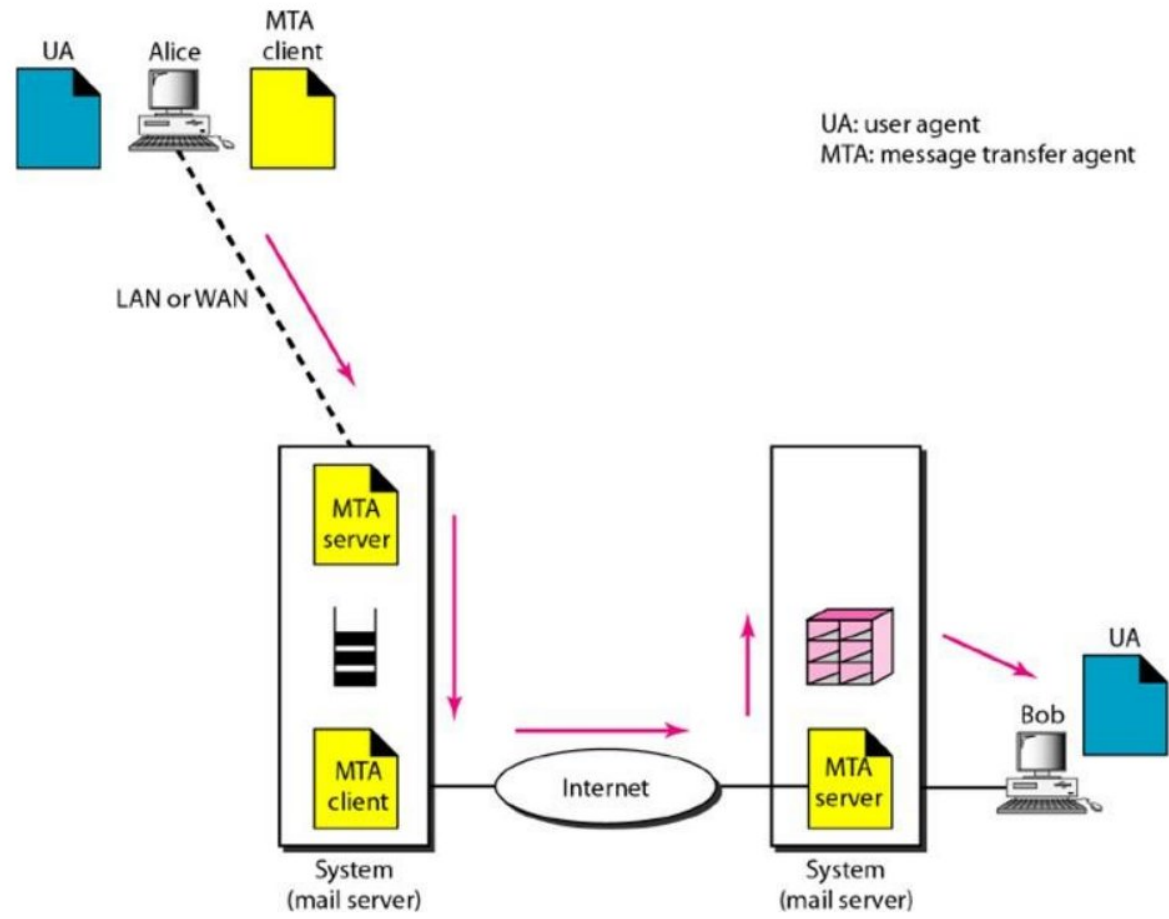 UA
Alice
MTA
client
UA: user agent
MTA: message transfer agent
LAN or WAN
MTA
server
MTA
client
Internet
MTA
server
UA
Bob
System
(mail server)
System
(mail server)